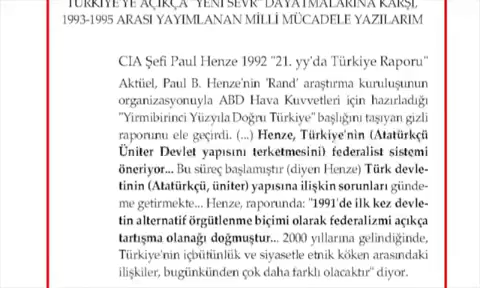 TÜRKİYE'YE AÇIKÇA "YENİ SEVR" DAYATMALARINA KARŞI,
1993-1995 ARASI YAYIMLANAN MİLLİ MÜCADELE YAZILARIM
CIA Şefi Paul Henze 1992 "21. yy'da Türkiye Raporu"
Aktüel, Paul B. Henze'nin 'Rand' araştırma kuruluşunun
organizasyonuyla ABD Hava Kuvvetleri için hazırladığı
"Yirmibirinci Yüzyıla Doğru Türkiye" başlığını taşıyan gizli
raporunu ele geçirdi. (...) Henze, Türkiye'nin (Atatürkçü
Üniter Devlet yapısını terketmesini) federalist sistemi
öneriyor... Bu süreç başlamıştır (diyen Henze) Türk devle-
tinin (Atatürkçü, üniter) yapısına ilişkin sorunları günde-
me getirmekte... Henze, raporunda: "1991'de ilk kez devle-
tin alternatif örgütlenme biçimi olarak federalizmi açıkça
tartışma olanağı doğmuştur... 2000 yıllarına gelindiğinde,
Türkiye'nin içbütünlük ve siyasetle etnik köken arasındaki
ilişkiler, bugünkünden çok daha farklı olacaktır" diyor.